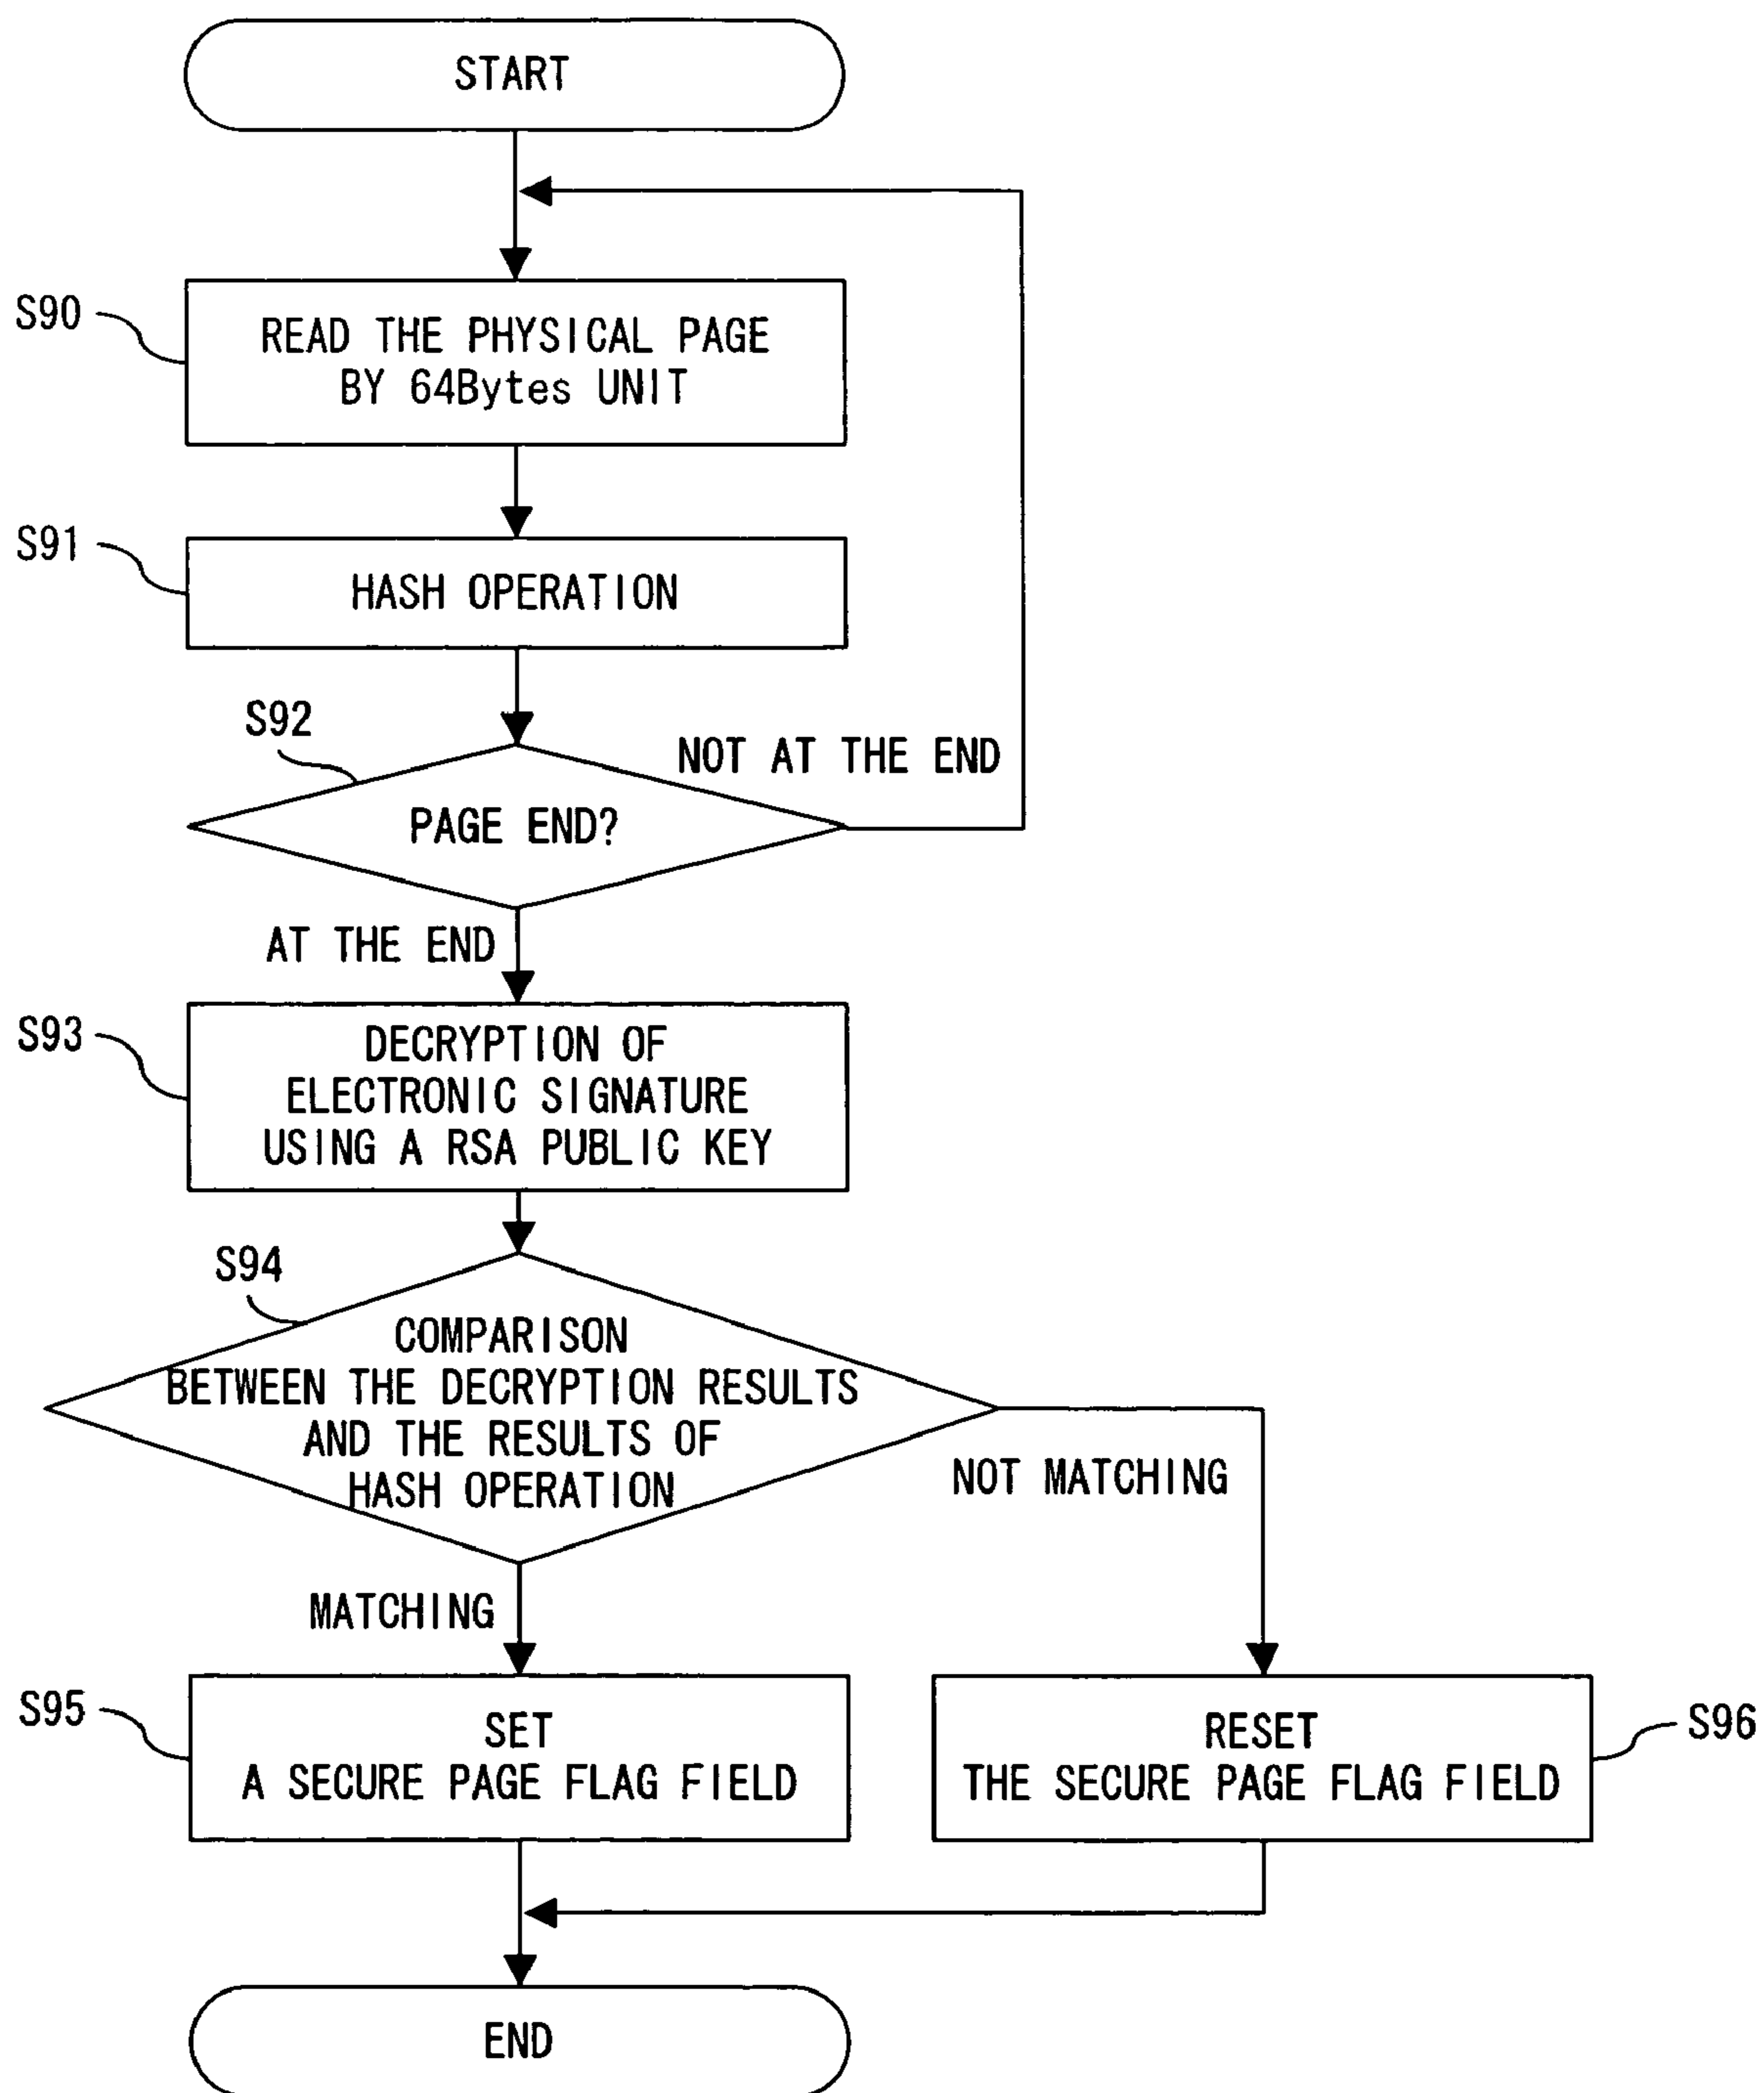 START
S90
READ THE PHYSICAL PAGE
BY 64Bytes UNIT
S91
HASH OPERATION
S92
NOT AT THE END
PAGE END?
AT THE END
S93
DECRYPTION OF
ELECTRONIC SIGNATURE
USING A RSA PUBLIC KEY
S94
COMPARISON
BETWEEN THE DECRYPTION RESULTS
AND THE RESULTS OF
HASH OPERATION
NOT MATCHING
MATCHING
S95
SET
A SECURE PAGE FLAG FIELD
RESET
THE SECURE PAGE FLAG FIELD
S96
END